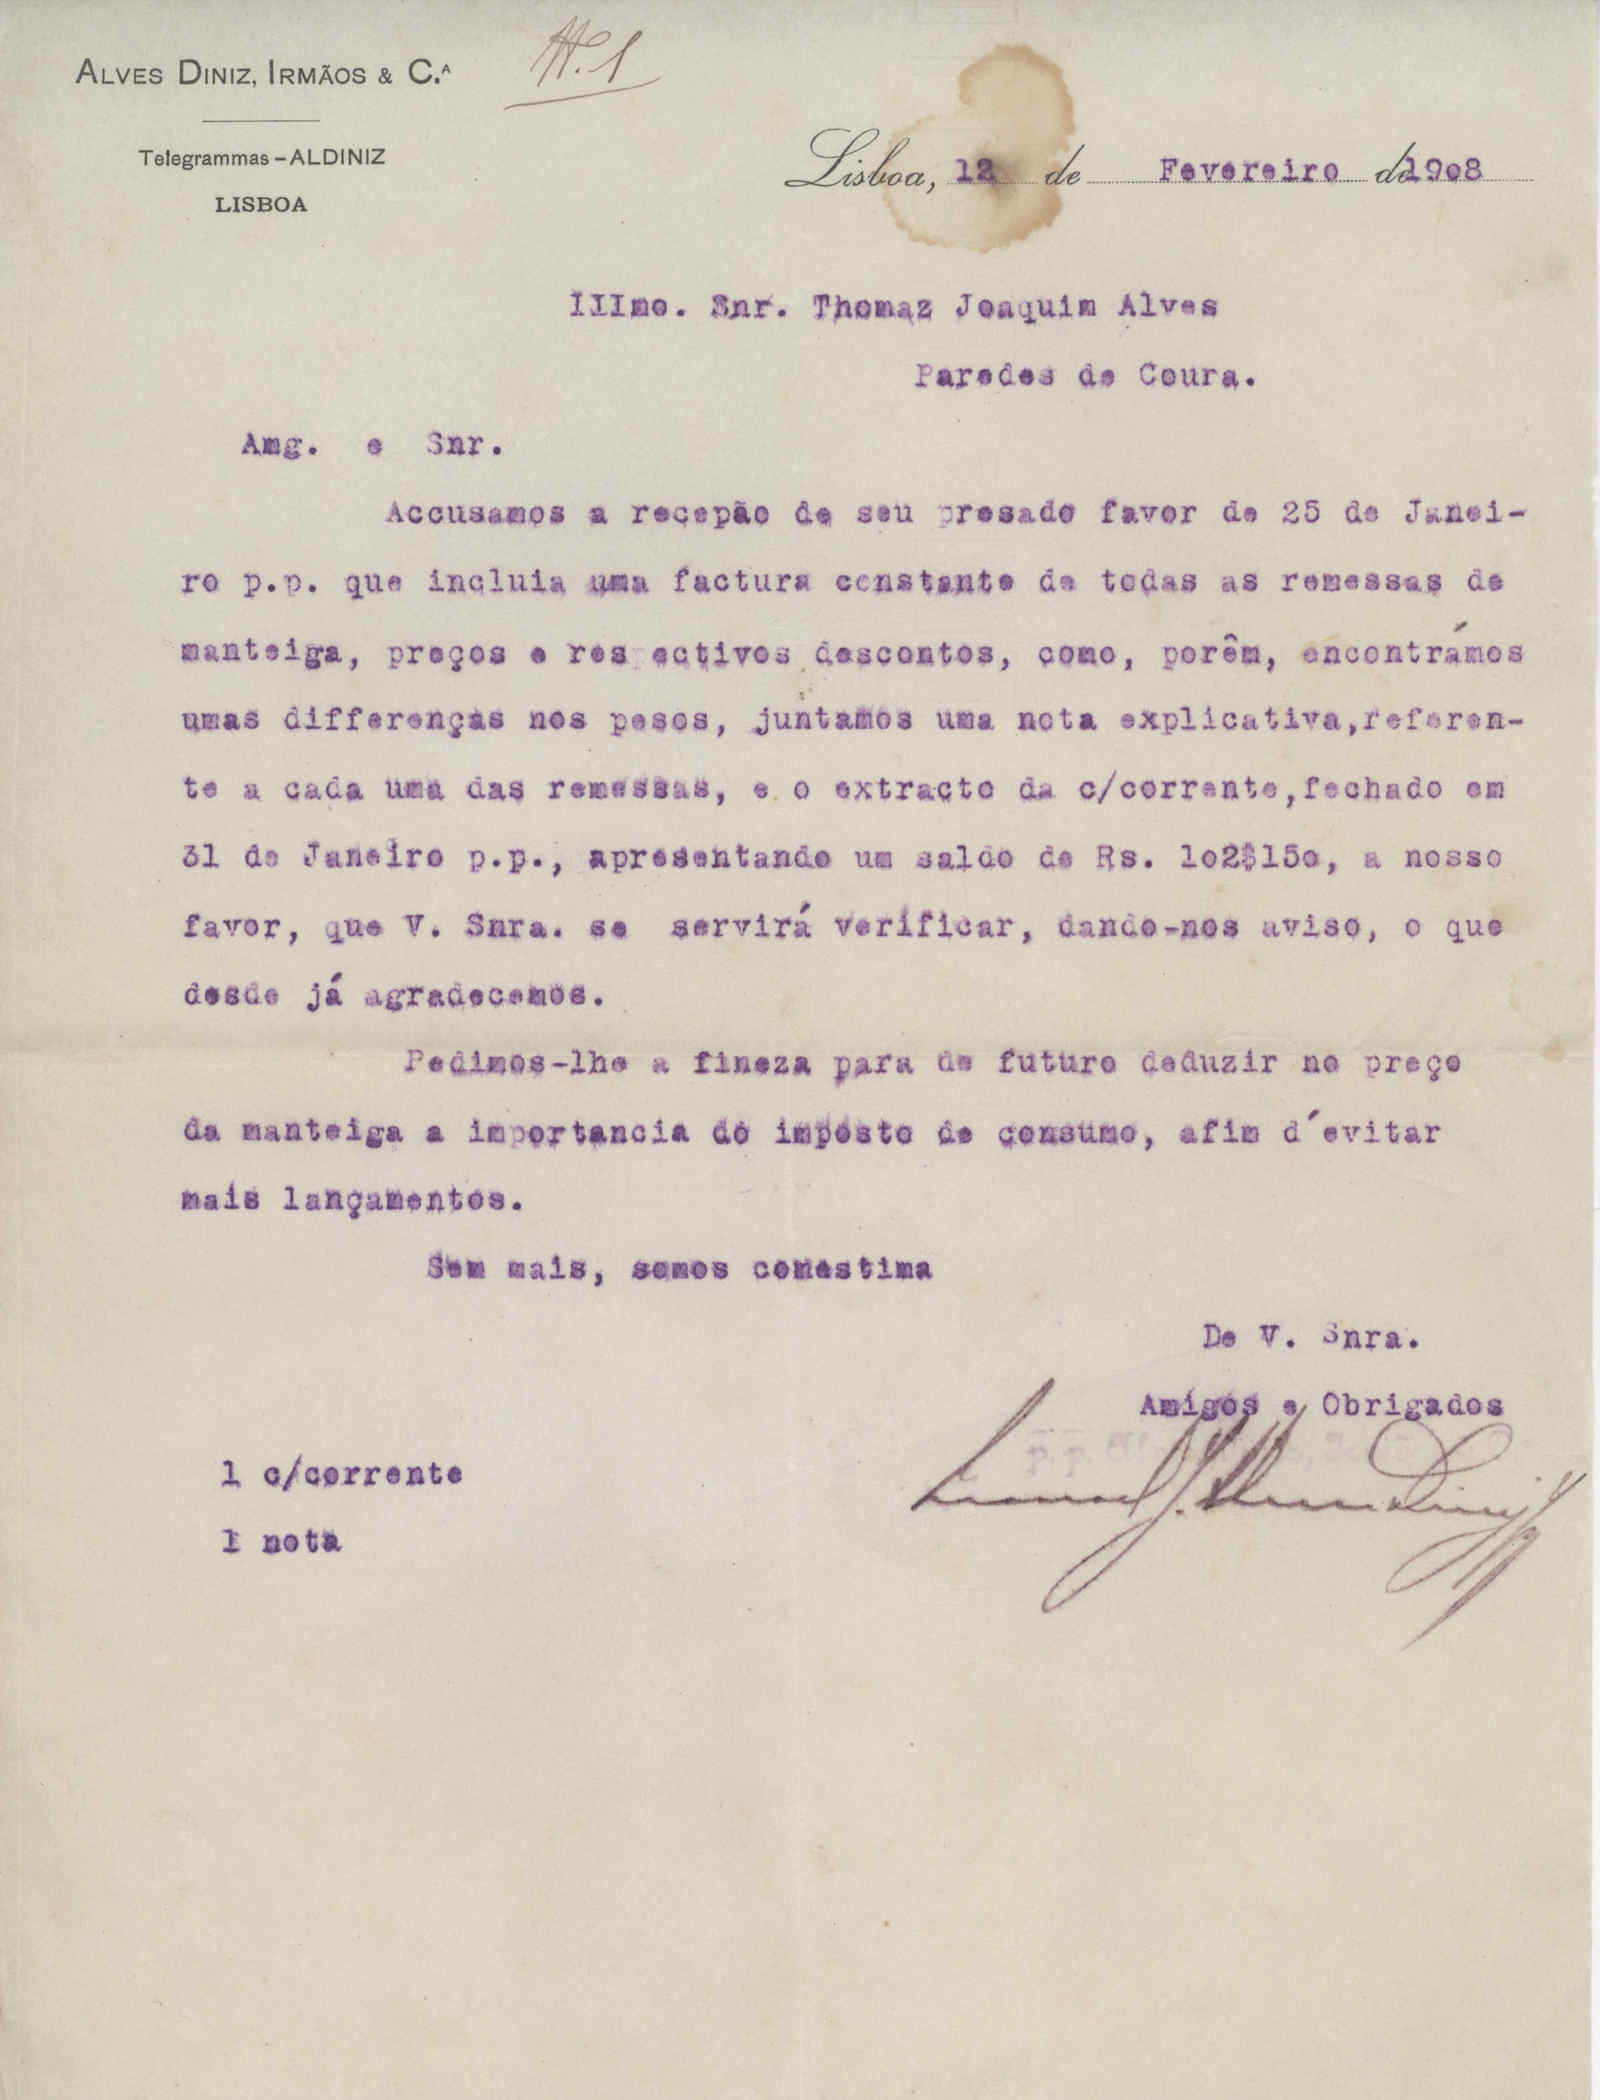 ALVES DINIZ, IRMÃOS & C.ᴬ
Telegrammas – ALDINIZ
LISBOA
Lisboa, 12 de Fevereiro de 1908
Illmo. Snr. Thomaz Joaquim Alves
Paredes de Coura.
Amg. e Snr.
Accusamos a recepão de seu presado favor de 25 de Janei-
ro p.p. que incluia uma factura constante de todas as remessas de
manteiga, preços e respectivos descontos, como, porêm, encontrámos
umas differenças nos pesos, juntamos uma nota explicativa,referen-
te a cada uma das remessas, e o extracto da c/corrente,fechado em
31 de Janeiro p.p., apresentando um saldo de Rs. 102$150, a nosso
favor, que V. Snra. se servirá verificar, dando-nos aviso, o que
desde já agradecemos.
Pedimos-lhe a fineza para de futuro deduzir no preço
da manteiga a importancia do imposto de consumo, afim d´evitar
mais lançamentos.
Sem mais, somos comestima
De V. Snra.
Amigos e Obrigados
p.p.
1 c/corrente
1 nota